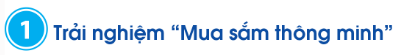 1 Trải nghiệm “Mua sắm thông minh”